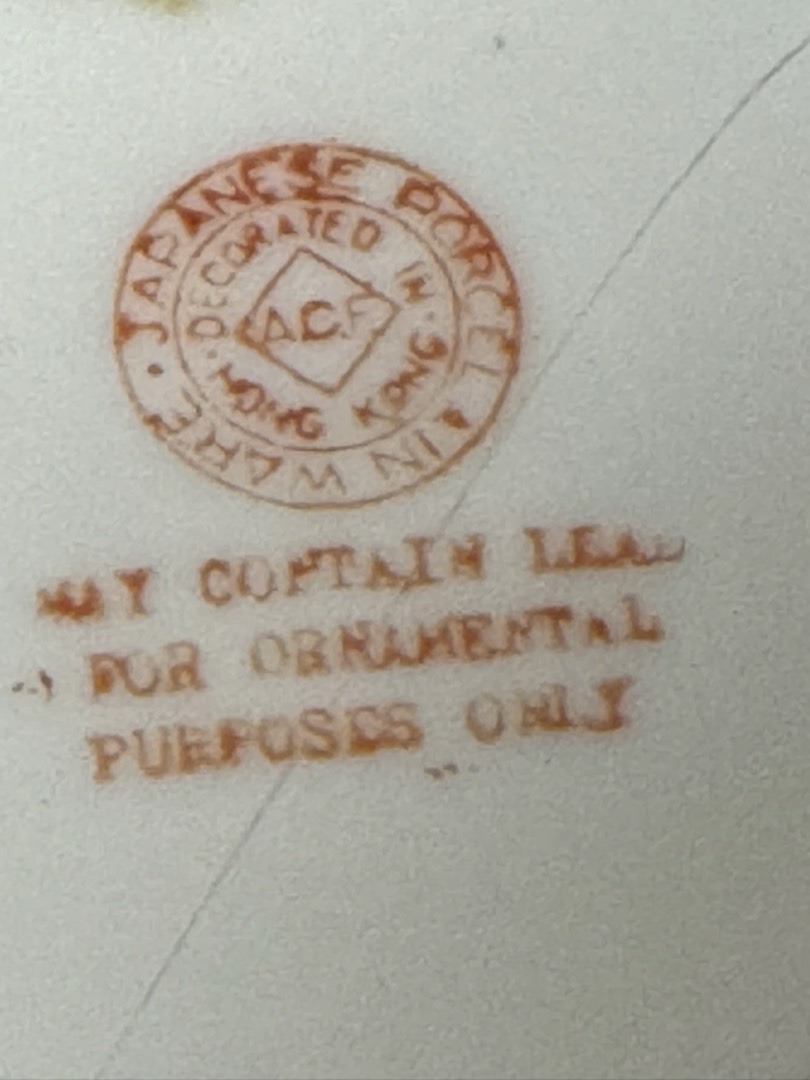 JAPANESE PORCELAIN WARE
DECORATED IN
HONG KONG
A.C.F.
MAY CONTAIN LEAD
FOR ORNAMENTAL
PURPOSES ONLY